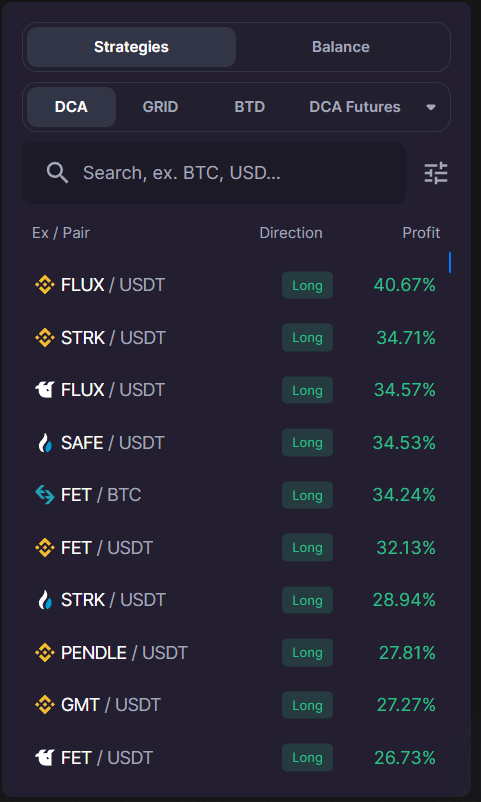 Strategies Balance
DCA GRID BTD DCA Futures
Search, ex. BTC, USD...
Ex / Pair Direction Profit
FLUX / USDT Long 40.67%
STRK / USDT Long 34.71%
FLUX / USDT Long 34.57%
SAFE / USDT Long 34.53%
FET / BTC Long 34.24%
FET / USDT Long 32.13%
STRK / USDT Long 28.94%
PENDLE / USDT Long 27.81%
GMT / USDT Long 27.27%
FET / USDT Long 26.73%